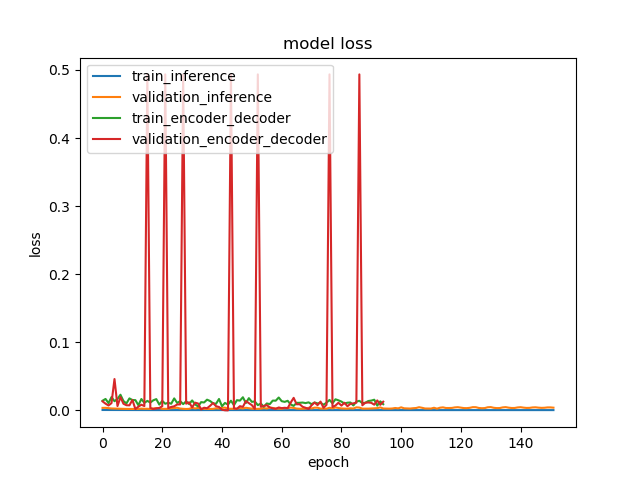 model loss
train_inference
validation_inference
train_encoder_decoder
validation_encoder_decoder
loss
0.5
0.4
0.3
0.2
0.1
0.0
0 20 40 60 80 100 120 140
epoch